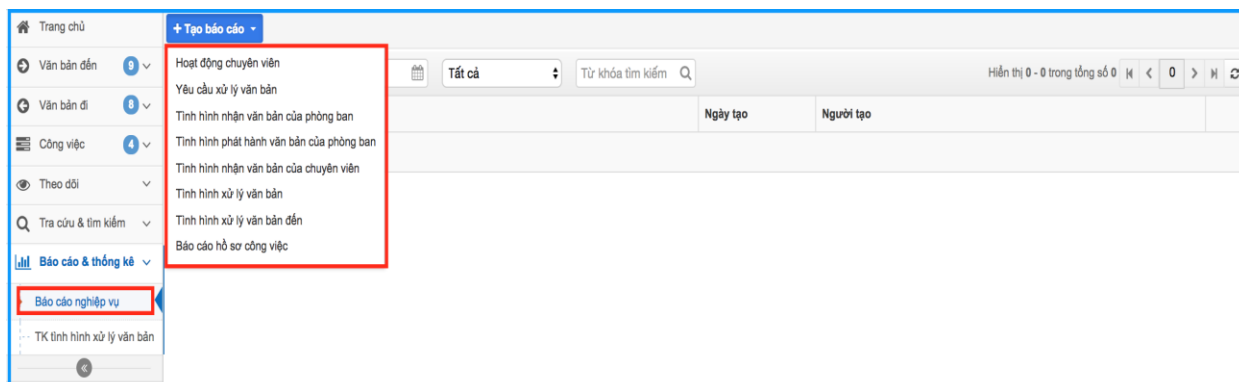 Trang chủ
Văn bản đến 9
Văn bản đi 8
Công việc 4
Theo dõi
Tra cứu & tìm kiếm
Báo cáo & thống kê
Báo cáo nghiệp vụ
TK tình hình xử lý văn bản
+ Tạo báo cáo
Hoạt động chuyên viên
Yêu cầu xử lý văn bản
Tình hình nhận văn bản của phòng ban
Tình hình phát hành văn bản của phòng ban
Tình hình nhận văn bản của chuyên viên
Tình hình xử lý văn bản
Tình hình xử lý văn bản đến
Báo cáo hồ sơ công việc
Tất cả
Từ khóa tìm kiếm
Hiển thị 0 - 0 trong tổng số 0
0
Ngày tạo
Người tạo